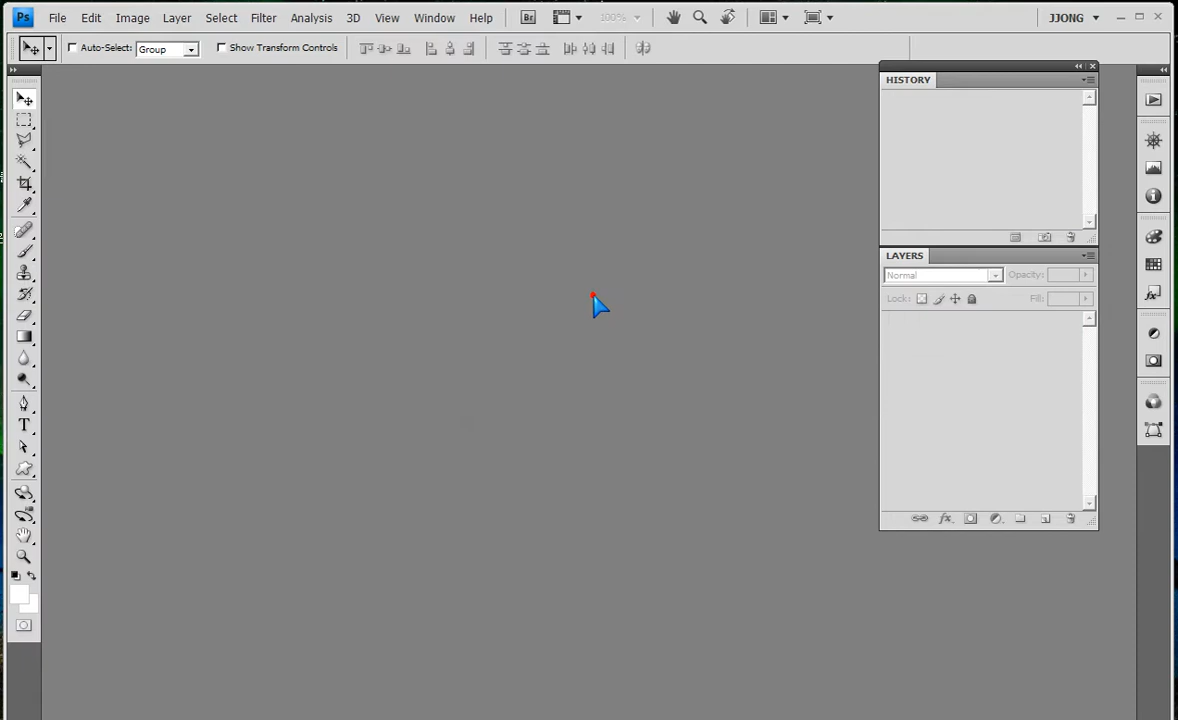 Ps File Edit Image Layer Select Filter Analysis 3D View Window Help Br 100% JJONG
Auto-Select: Group Show Transform Controls
HISTORY
LAYERS
Normal Opacity:
Lock: Fill:
T